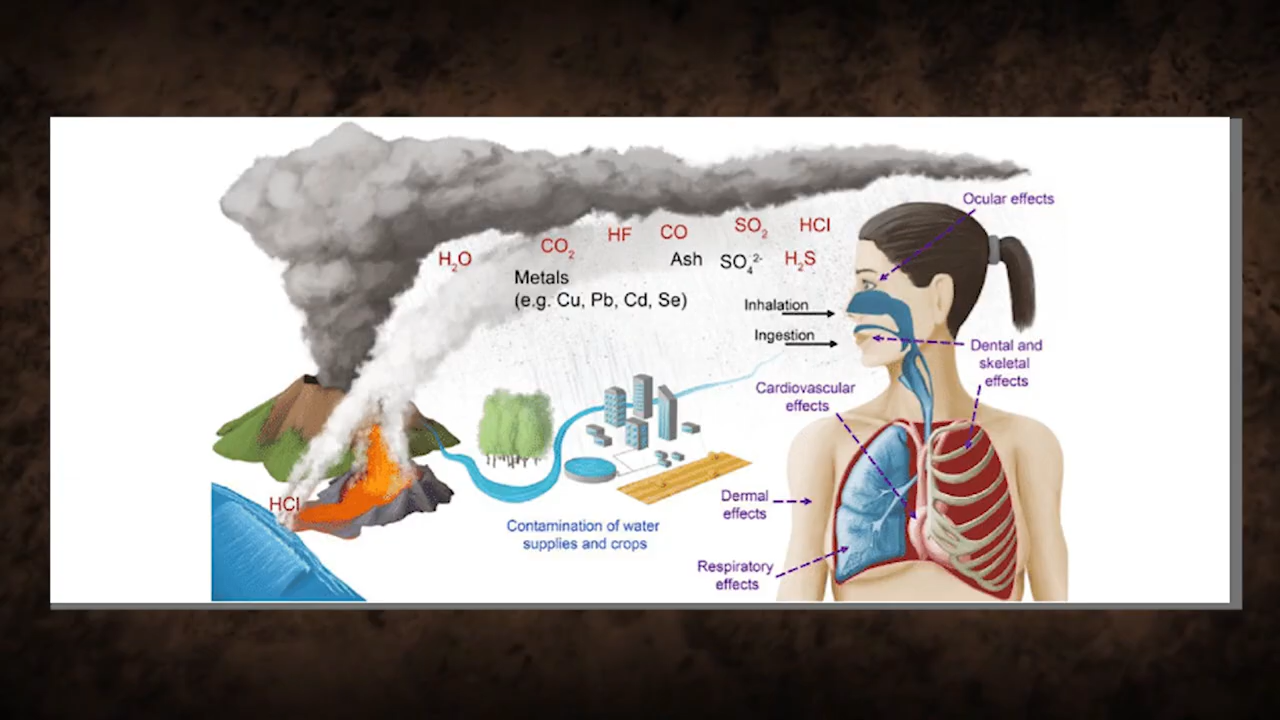 Ocular effects
H₂O
CO₂
HF
CO
SO₂
HCl
Metals
(e.g. Cu, Pb, Cd, Se)
Ash
SO₄²⁻
H₂S
Inhalation
Ingestion
Dental and
skeletal
effects
Cardiovascular
effects
HCl
Dermal
effects
Contamination of water
supplies and crops
Respiratory
effects